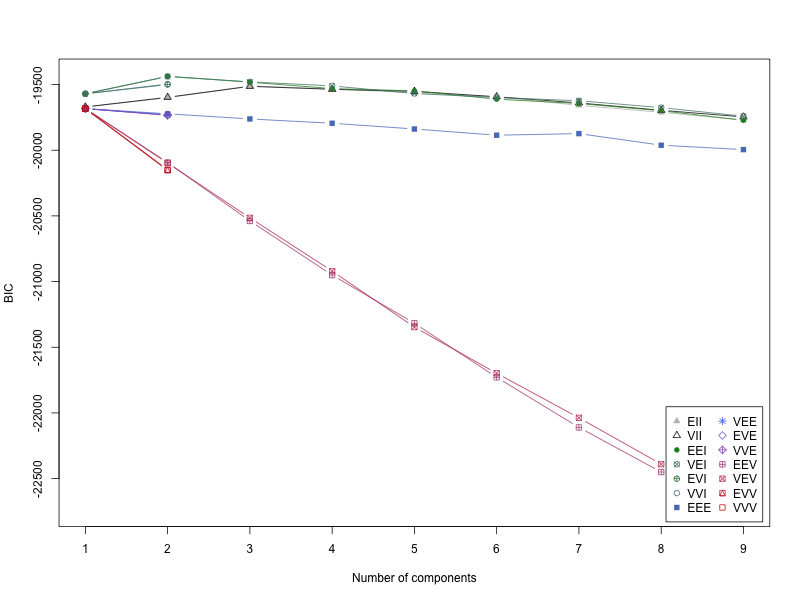 BIC
-19500
-20000
-20500
-21000
-21500
-22000
-22500
1 2 3 4 5 6 7 8 9
Number of components
EII VEE
VII EVE
EEI VVE
VEI EEV
EVI VEV
VVI EVV
EEE VVV